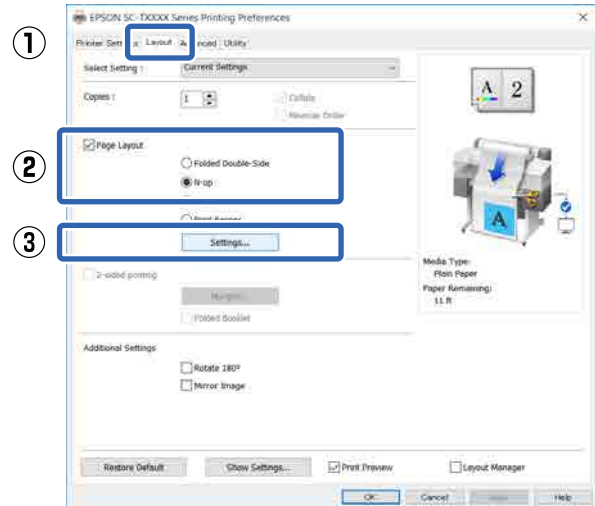 EPSON SC-TXXXX Series Printing Preferences
①
Layout
Utility
Select Setting :
Current Settings
Copies :
1
Collate
Reverse Order
A 2
②
Page Layout
Folded Double-Side
N-up
③
Settings...
A
Media Type:
Plain Paper
Paper Remaining:
11 ft
2-sided printing
Folded Booklet
Additional Settings
Rotate 180°
Mirror Image
Restore Default
Show Settings...
Print Preview
Layout Manager
OK
Cancel
Help